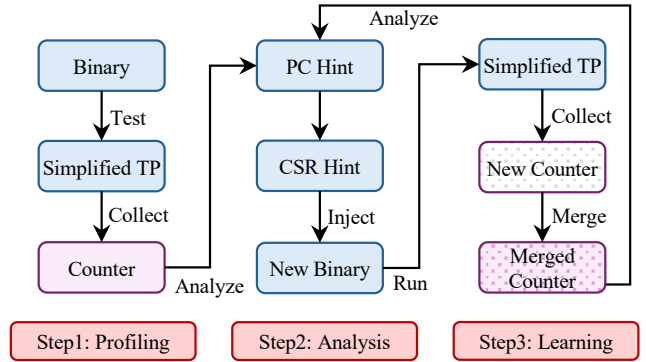 Binary
Test
Simplified TP
Collect
Counter
Analyze
Step1: Profiling
Analyze
PC Hint
CSR Hint
Inject
New Binary
Run
Step2: Analysis
Simplified TP
Collect
New Counter
Merge
Merged
Counter
Step3: Learning